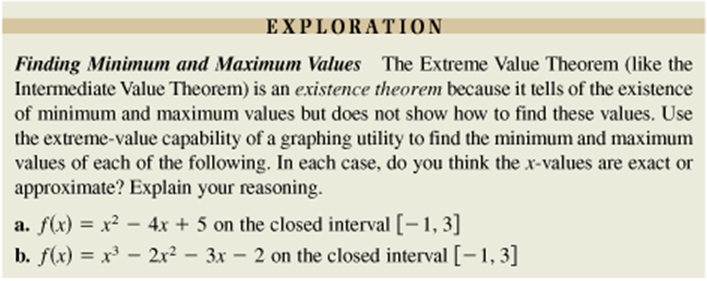 EXPLORATION
Finding Minimum and Maximum Values The Extreme Value Theorem (like the
Intermediate Value Theorem) is an existence theorem because it tells of the existence
of minimum and maximum values but does not show how to find these values. Use
the extreme-value capability of a graphing utility to find the minimum and maximum
values of each of the following. In each case, do you think the x-values are exact or
approximate? Explain your reasoning.
a. f(x) = x² − 4x + 5 on the closed interval [−1, 3]
b. f(x) = x³ − 2x² − 3x − 2 on the closed interval [−1, 3]